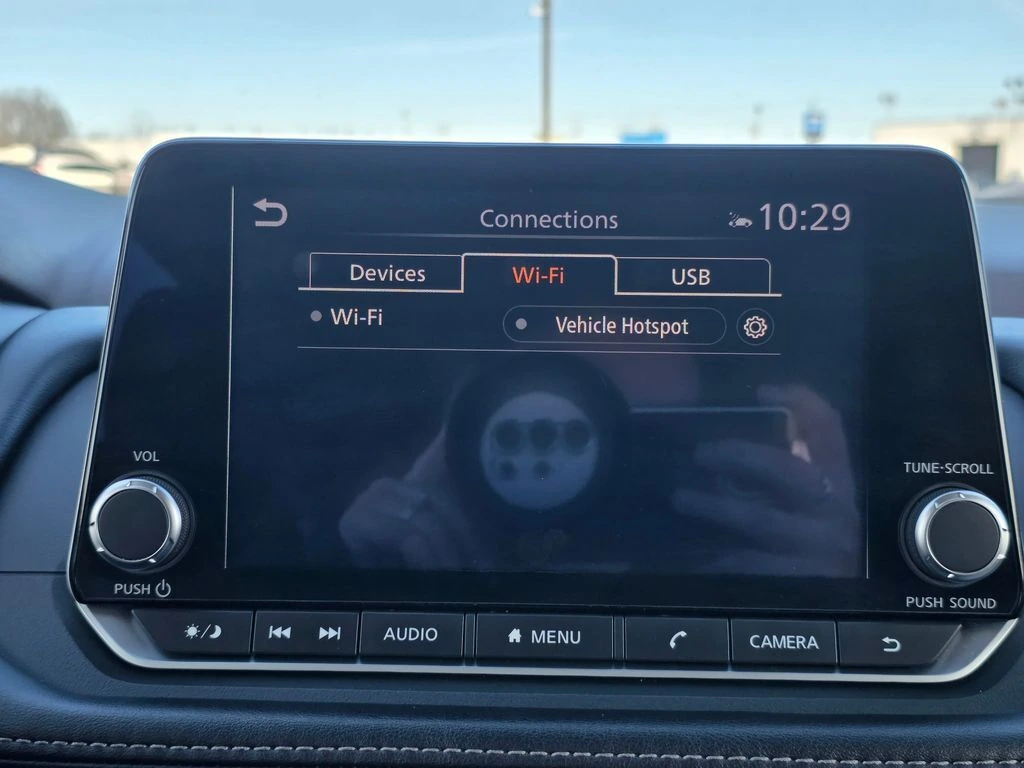 Connections
10:29
Devices
Wi-Fi
USB
Wi-Fi
Vehicle Hotspot
VOL
TUNE·SCROLL
PUSH
PUSH SOUND
AUDIO
MENU
CAMERA